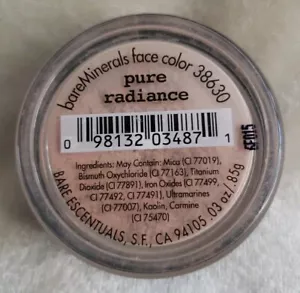 bareMinerals face color 38630
pure
radiance
0 98132 03487 1
Ingredients: May Contain: Mica (CI 77019),
Bismuth Oxychloride (CI 77163), Titanium
Dioxide (CI 77891), Iron Oxides (CI 77499,
CI 77492, CI 77491), Ultramarines
(CI 77007), Kaolin, Carmine
(CI 75470)
BARE ESCENTUALS, S.F., CA 94105 .03 oz. .85g